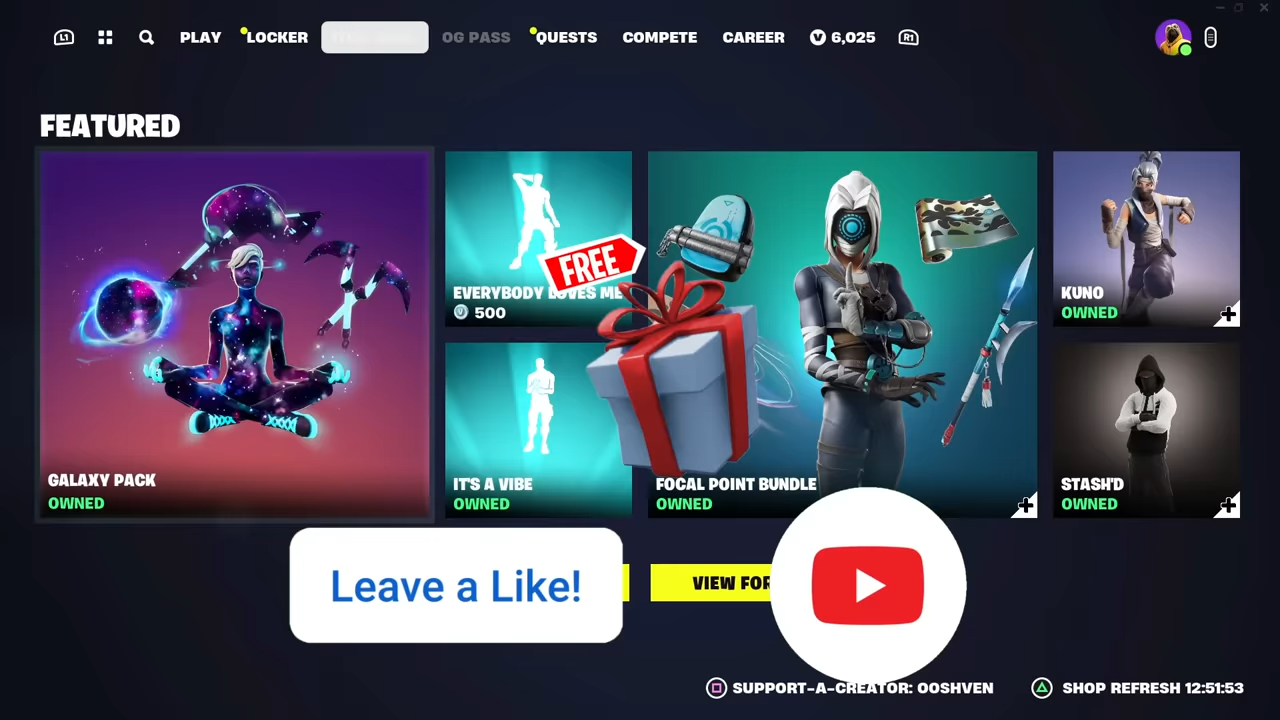 L1 PLAY LOCKER OG PASS QUESTS COMPETE CAREER V 6,025 R1
FEATURED
GALAXY PACK
OWNED
FREE
EVERYBODY LOVES ME
V 500
IT'S A VIBE
OWNED
FOCAL POINT BUNDLE
OWNED
KUNO
OWNED
STASH'D
OWNED
Leave a Like!
VIEW FOR
SUPPORT-A-CREATOR: OOSHVEN
SHOP REFRESH 12:51:53